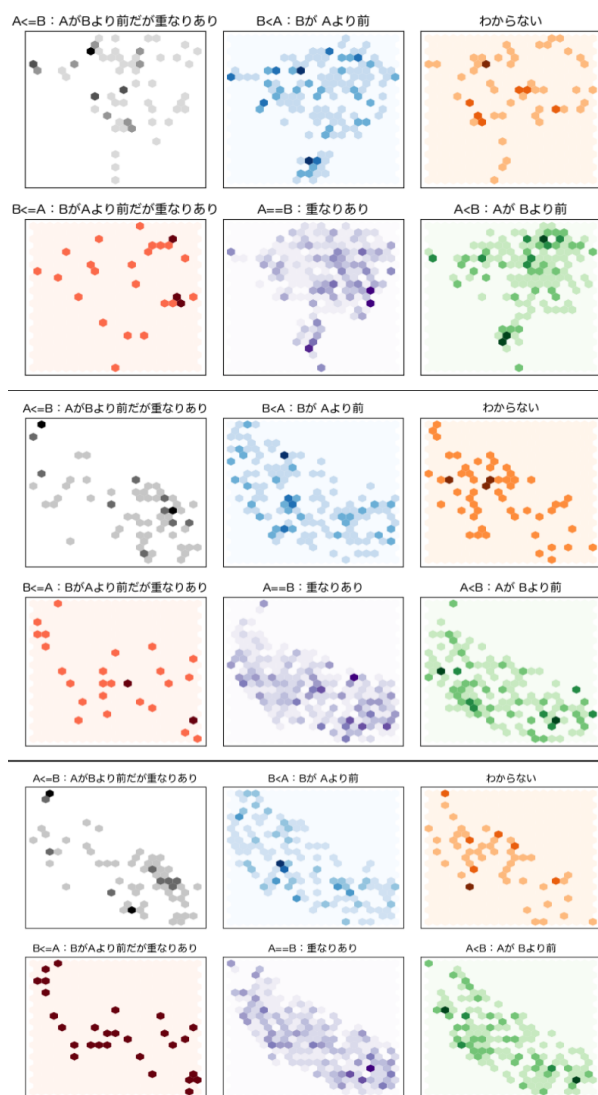 A<=B：AがBより前だが重なりあり
B<A：Bが Aより前
わからない
B<=A：BがAより前だが重なりあり
A==B：重なりあり
A<B：Aが Bより前
A<=B：AがBより前だが重なりあり
B<A：Bが Aより前
わからない
B<=A：BがAより前だが重なりあり
A==B：重なりあり
A<B：Aが Bより前
A<=B：AがBより前だが重なりあり
B<A：Bが Aより前
わからない
B<=A：BがAより前だが重なりあり
A==B：重なりあり
A<B：Aが Bより前